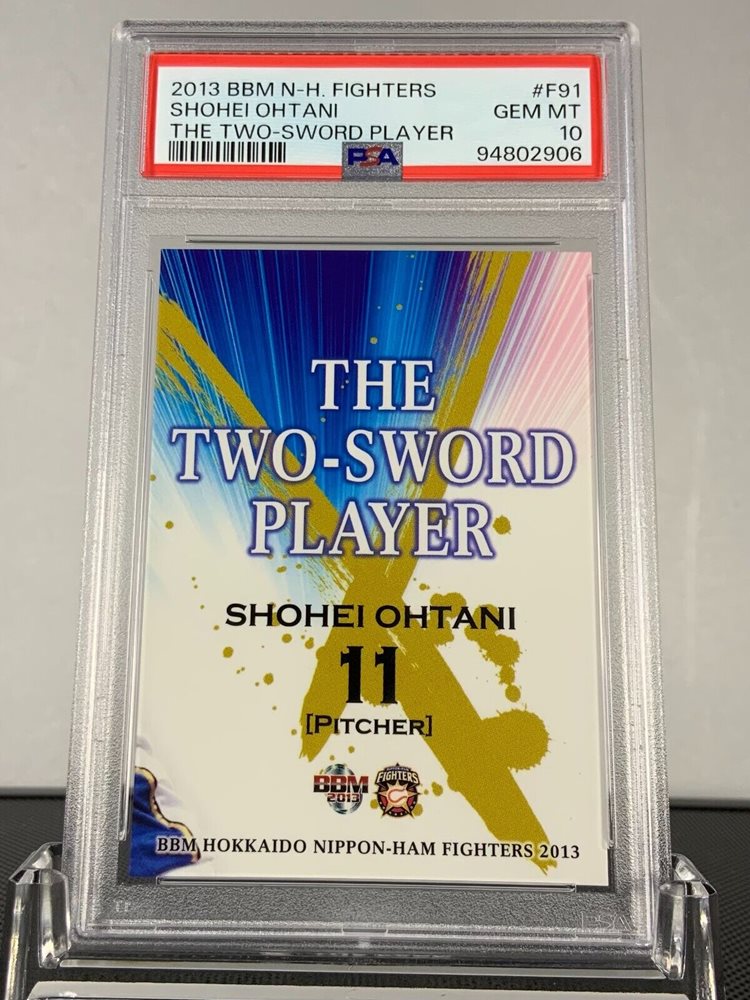 2013 BBM N-H. FIGHTERS #F91
SHOHEI OHTANI GEM MT
THE TWO-SWORD PLAYER 10
PSA 94802906
THE
TWO-SWORD
PLAYER
SHOHEI OHTANI
11
[PITCHER]
BBM
2013
FIGHTERS
BBM HOKKAIDO NIPPON-HAM FIGHTERS 2013